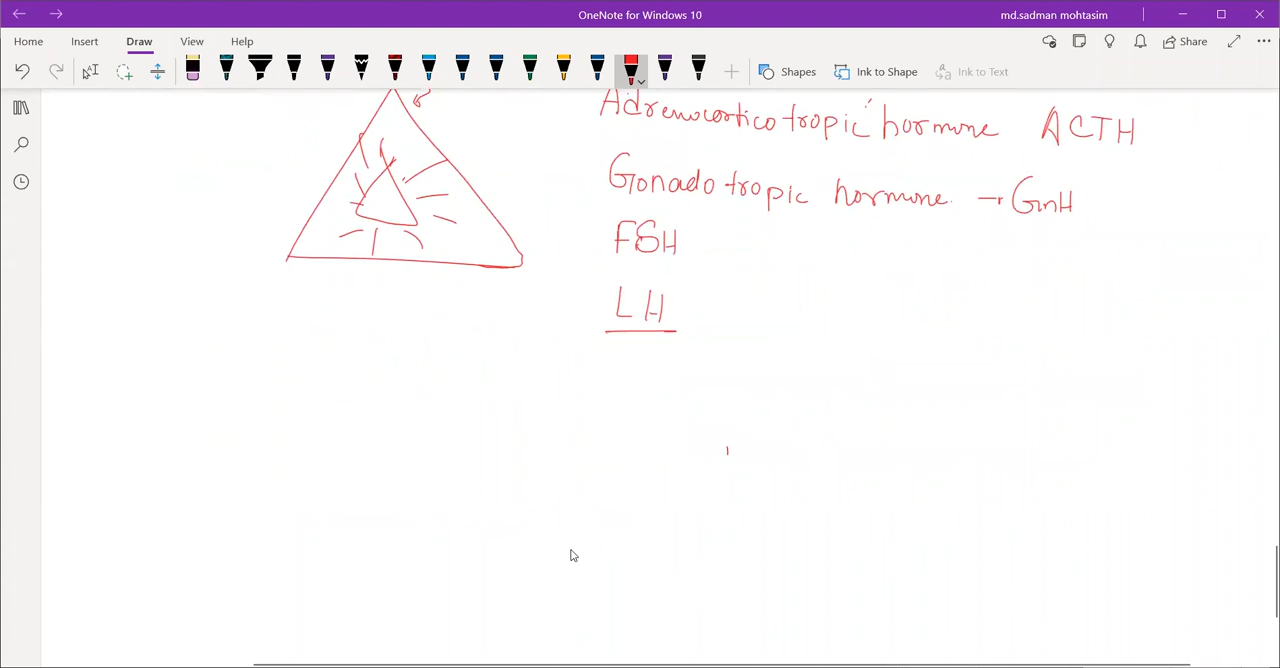 OneNote for Windows 10
md.sadman mohtasim
Home Insert Draw View Help
Share
Shapes
Ink to Shape
Ink to Text
Adrenocorticotropic hormone ACTH
Gonadotropic hormone. → GnH
FSH
LH